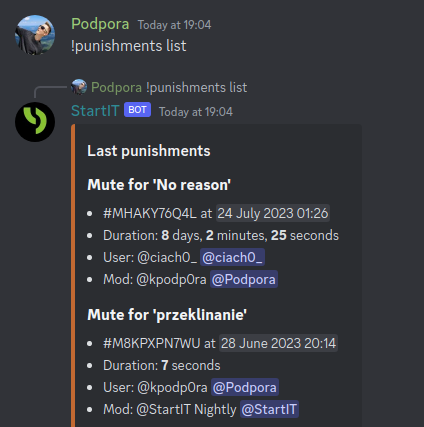 Podpora Today at 19:04
!punishments list
Podpora !punishments list
StartIT BOT Today at 19:04
Last punishments
Mute for 'No reason'
#MHAKY76Q4L at 24 July 2023 01:26
Duration: 8 days, 2 minutes, 25 seconds
User: @ciach0_ @ciach0_
Mod: @kpodp0ra @Podpora
Mute for 'przeklinanie'
#M8KPXPN7WU at 28 June 2023 20:14
Duration: 7 seconds
User: @kpodp0ra @Podpora
Mod: @StartIT Nightly @StartIT